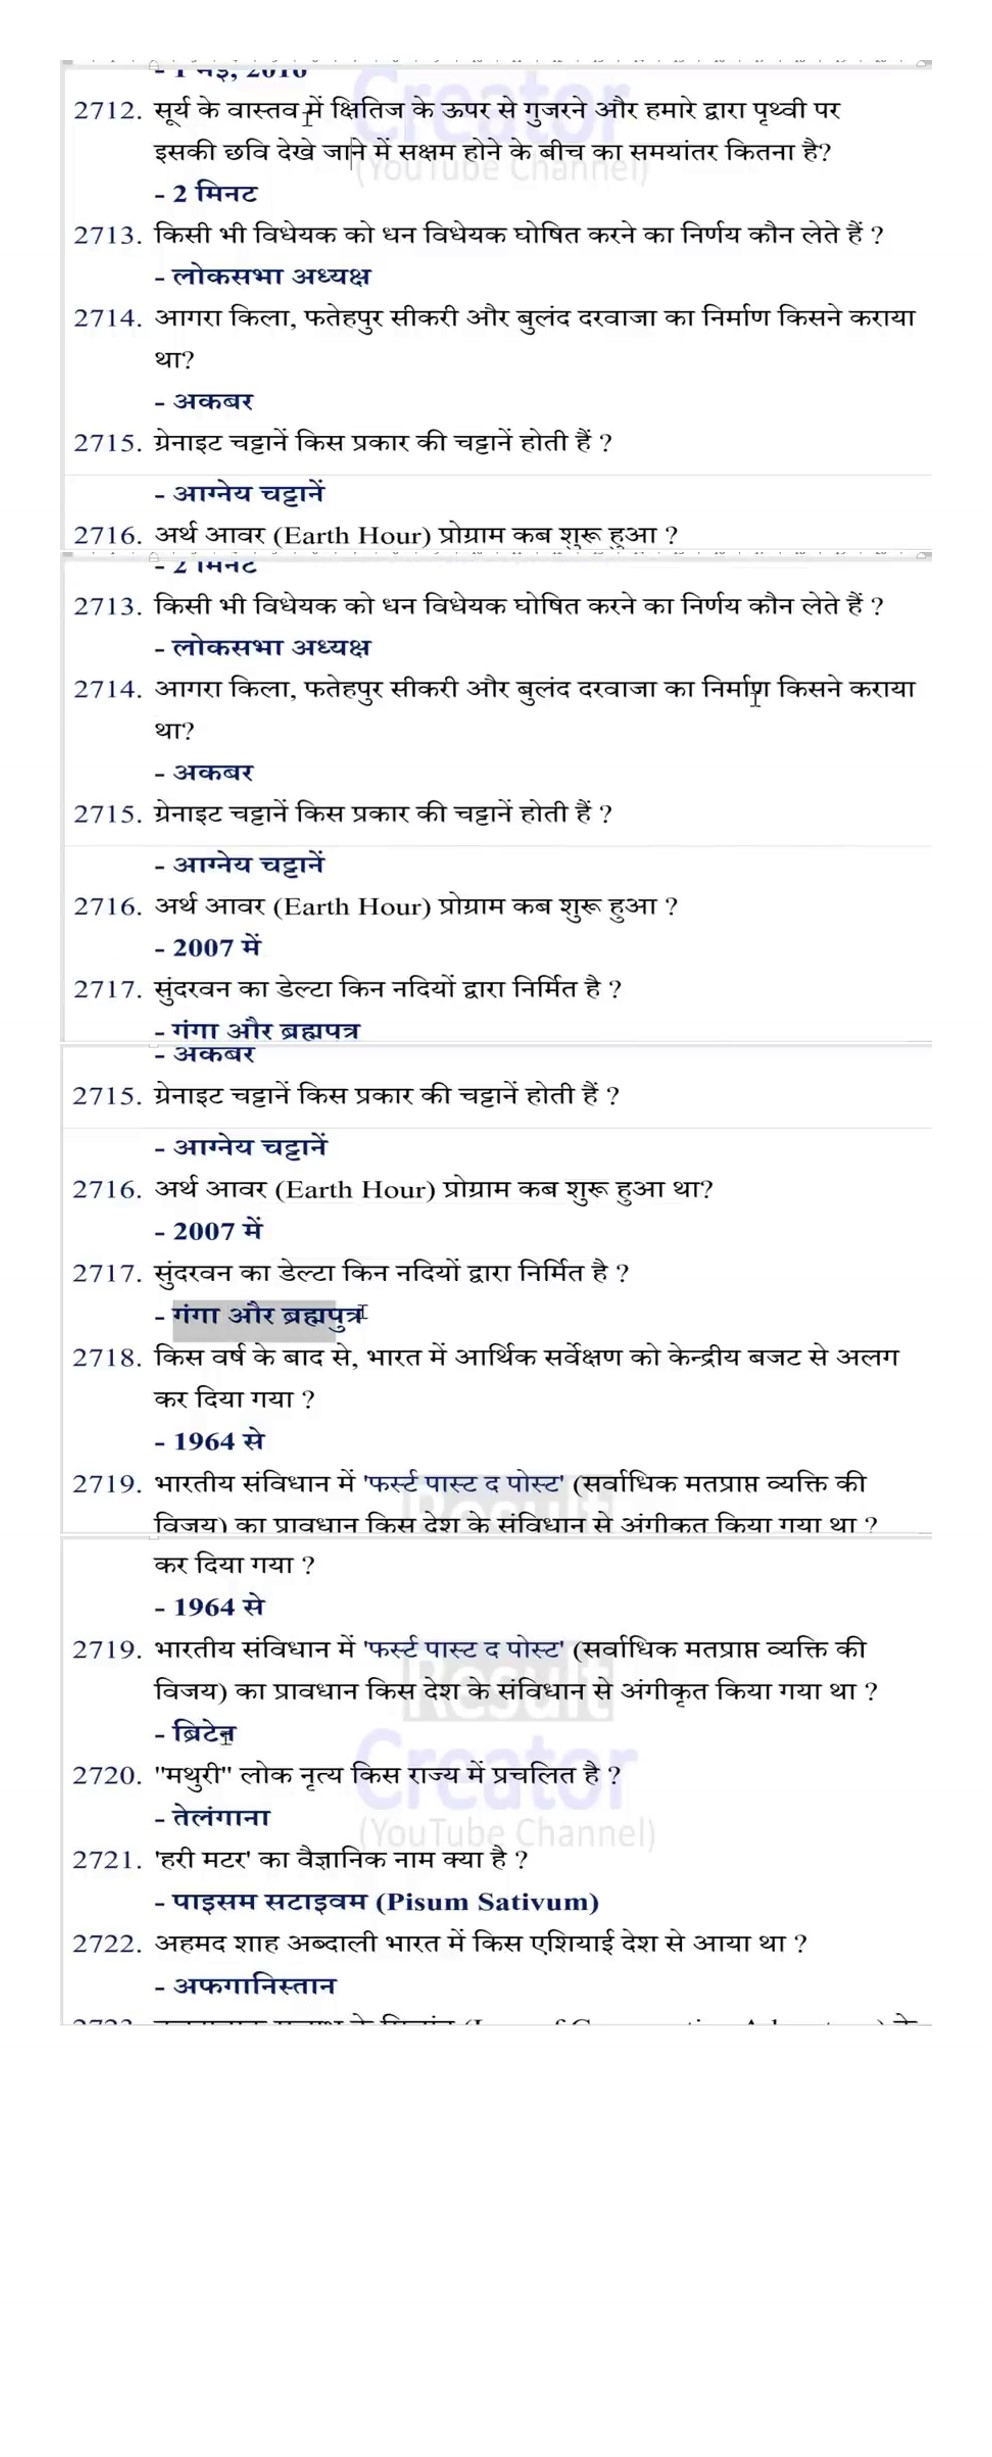 - 1 मई, 2016
2712. सूर्य के वास्तव में क्षितिज के ऊपर से गुजरने और हमारे द्वारा पृथ्वी पर
इसकी छवि देखे जाने में सक्षम होने के बीच का समयांतर कितना है?
- 2 मिनट
2713. किसी भी विधेयक को धन विधेयक घोषित करने का निर्णय कौन लेते हैं ?
- लोकसभा अध्यक्ष
2714. आगरा किला, फतेहपुर सीकरी और बुलंद दरवाजा का निर्माण किसने कराया
था?
- अकबर
2715. ग्रेनाइट चट्टानें किस प्रकार की चट्टानें होती हैं ?
- आग्नेय चट्टानें
2716. अर्थ आवर (Earth Hour) प्रोग्राम कब शुरू हुआ ?
- 2 मिनट
2713. किसी भी विधेयक को धन विधेयक घोषित करने का निर्णय कौन लेते हैं ?
- लोकसभा अध्यक्ष
2714. आगरा किला, फतेहपुर सीकरी और बुलंद दरवाजा का निर्माण किसने कराया
था?
- अकबर
2715. ग्रेनाइट चट्टानें किस प्रकार की चट्टानें होती हैं ?
- आग्नेय चट्टानें
2716. अर्थ आवर (Earth Hour) प्रोग्राम कब शुरू हुआ ?
- 2007 में
2717. सुंदरवन का डेल्टा किन नदियों द्वारा निर्मित है ?
- गंगा और ब्रह्मपुत्र
- अकबर
2715. ग्रेनाइट चट्टानें किस प्रकार की चट्टानें होती हैं ?
- आग्नेय चट्टानें
2716. अर्थ आवर (Earth Hour) प्रोग्राम कब शुरू हुआ था?
- 2007 में
2717. सुंदरवन का डेल्टा किन नदियों द्वारा निर्मित है ?
- गंगा और ब्रह्मपुत्र
2718. किस वर्ष के बाद से, भारत में आर्थिक सर्वेक्षण को केन्द्रीय बजट से अलग
कर दिया गया ?
- 1964 से
2719. भारतीय संविधान में 'फर्स्ट पास्ट द पोस्ट' (सर्वाधिक मतप्राप्त व्यक्ति की
विजय) का प्रावधान किस देश के संविधान से अंगीकृत किया गया था ?
कर दिया गया ?
- 1964 से
2719. भारतीय संविधान में 'फर्स्ट पास्ट द पोस्ट' (सर्वाधिक मतप्राप्त व्यक्ति की
विजय) का प्रावधान किस देश के संविधान से अंगीकृत किया गया था ?
- ब्रिटेन
2720. "मथुरी" लोक नृत्य किस राज्य में प्रचलित है ?
- तेलंगाना
2721. 'हरी मटर' का वैज्ञानिक नाम क्या है ?
- पाइसम सटाइवम (Pisum Sativum)
2722. अहमद शाह अब्दाली भारत में किस एशियाई देश से आया था ?
- अफगानिस्तान
Creator
(YouTube Channel)
Result
Result
Creator
(YouTube Channel)